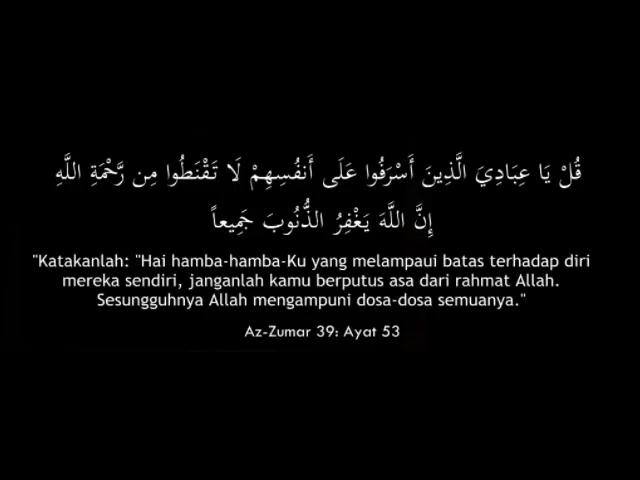 قُلْ يَا عِبَادِيَ الَّذِينَ أَسْرَفُوا عَلَى أَنفُسِهِمْ لَا تَقْنَطُوا مِن رَّحْمَةِ اللَّهِ
إِنَّ اللَّهَ يَغْفِرُ الذُّنُوبَ جَمِيعاً
"Katakanlah: "Hai hamba-hamba-Ku yang melampaui batas terhadap diri
mereka sendiri, janganlah kamu berputus asa dari rahmat Allah.
Sesungguhnya Allah mengampuni dosa-dosa semuanya."
Az-Zumar 39: Ayat 53